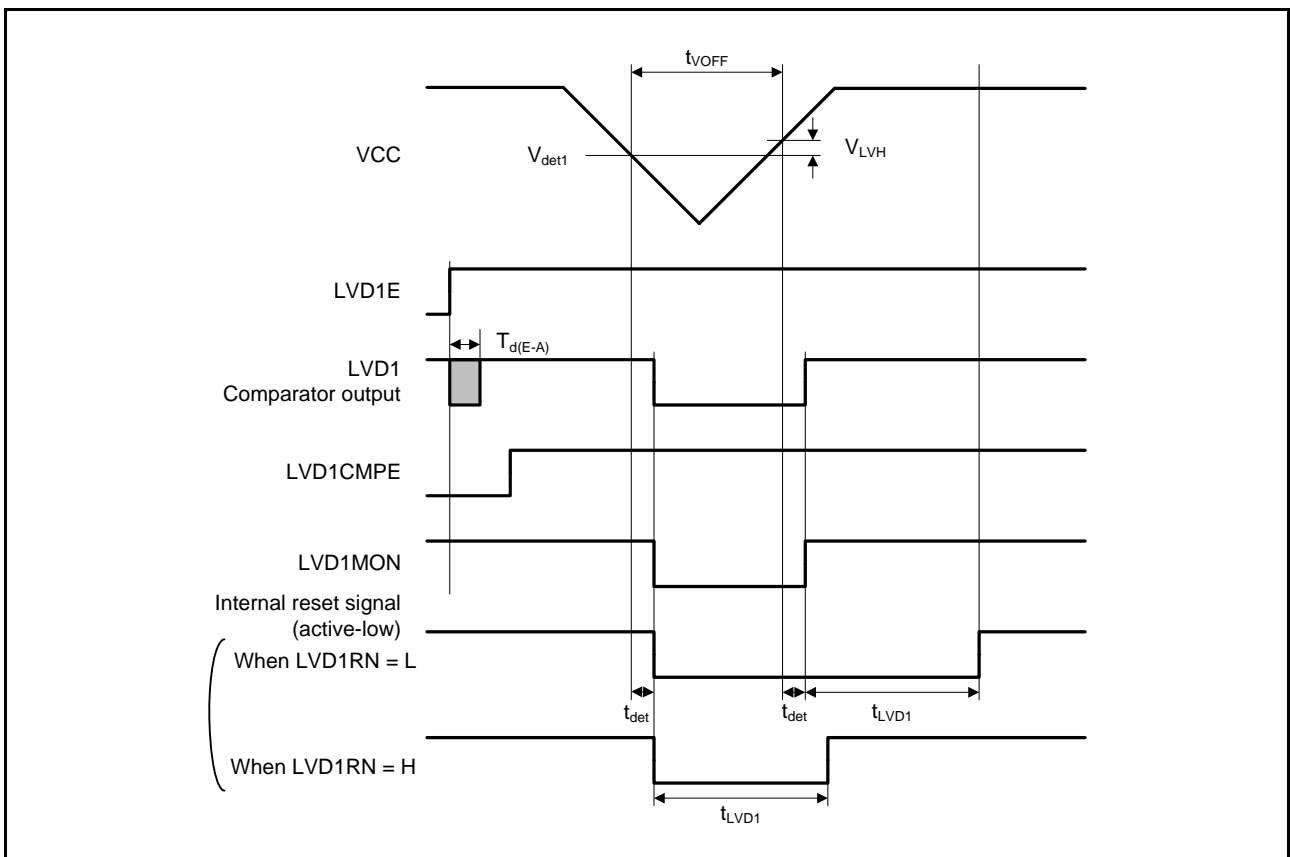 tVOFF
VCC
Vdet1
VLVH
LVD1E
Td(E-A)
LVD1
Comparator output
LVD1CMPE
LVD1MON
Internal reset signal
(active-low)
When LVD1RN = L
tdet
tdet
tLVD1
When LVD1RN = H
tLVD1